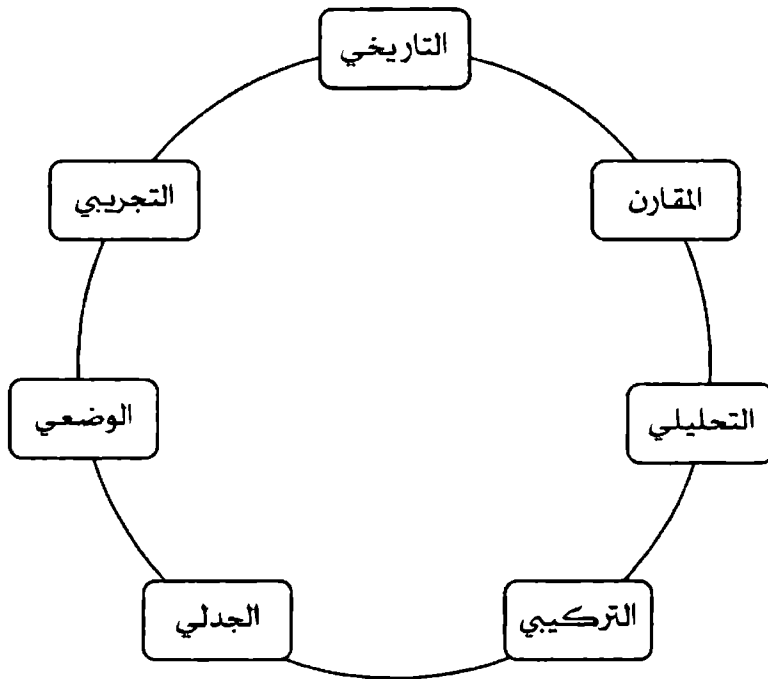 التاريخي
المقارن
التجريبي
التحليلي
الوضعي
التركيبي
الجدلي